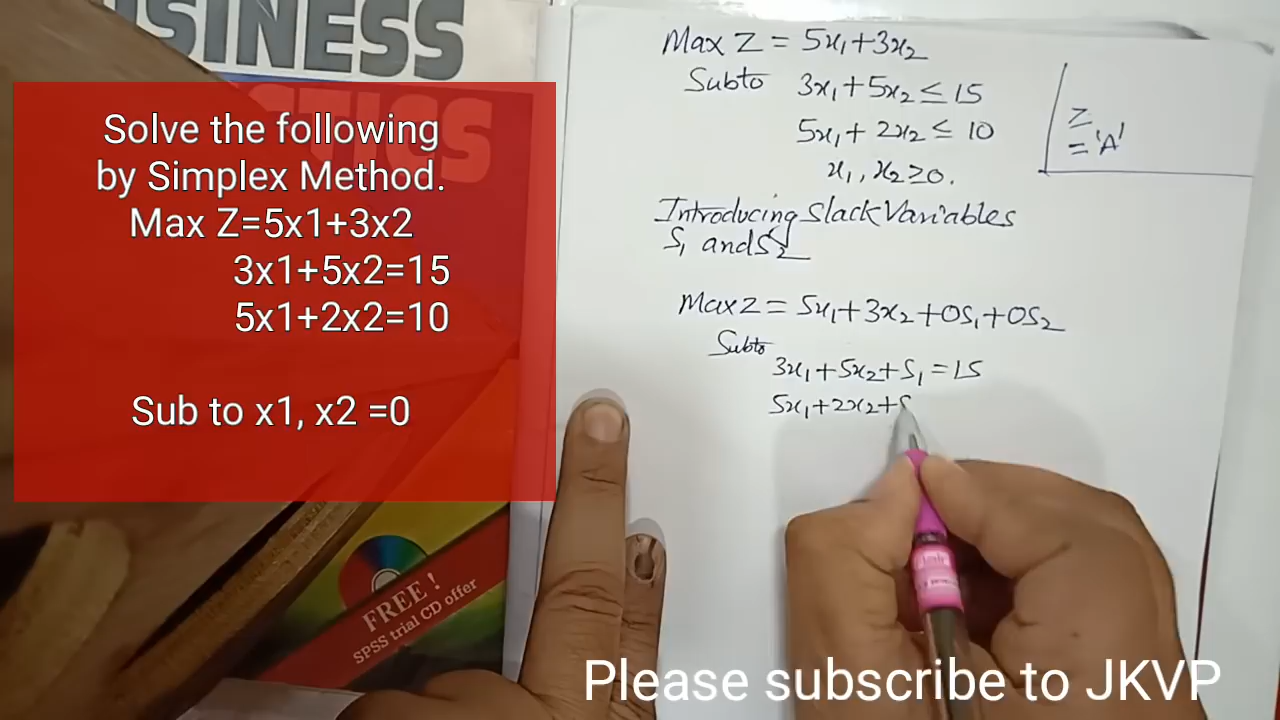 SINESS
TICS
Solve the following
by Simplex Method.
Max Z=5x1+3x2
3x1+5x2=15
5x1+2x2=10
Sub to x1, x2 =0
FREE !
SPSS trial CD offer
Max Z = 5x₁+3x₂
Subto 3x₁+5x₂ ≤ 15
5x₁+ 2x₂ ≤ 10
x₁, x₂ ≥0.
Z
= 'A'
Introducing Slack Variables
S₁ and S₂
Max Z = 5x₁+3x₂+0S₁+0S₂
Subto
3x₁+5x₂+S₁ =15
5x₁+2x₂+S
Please subscribe to JKVP